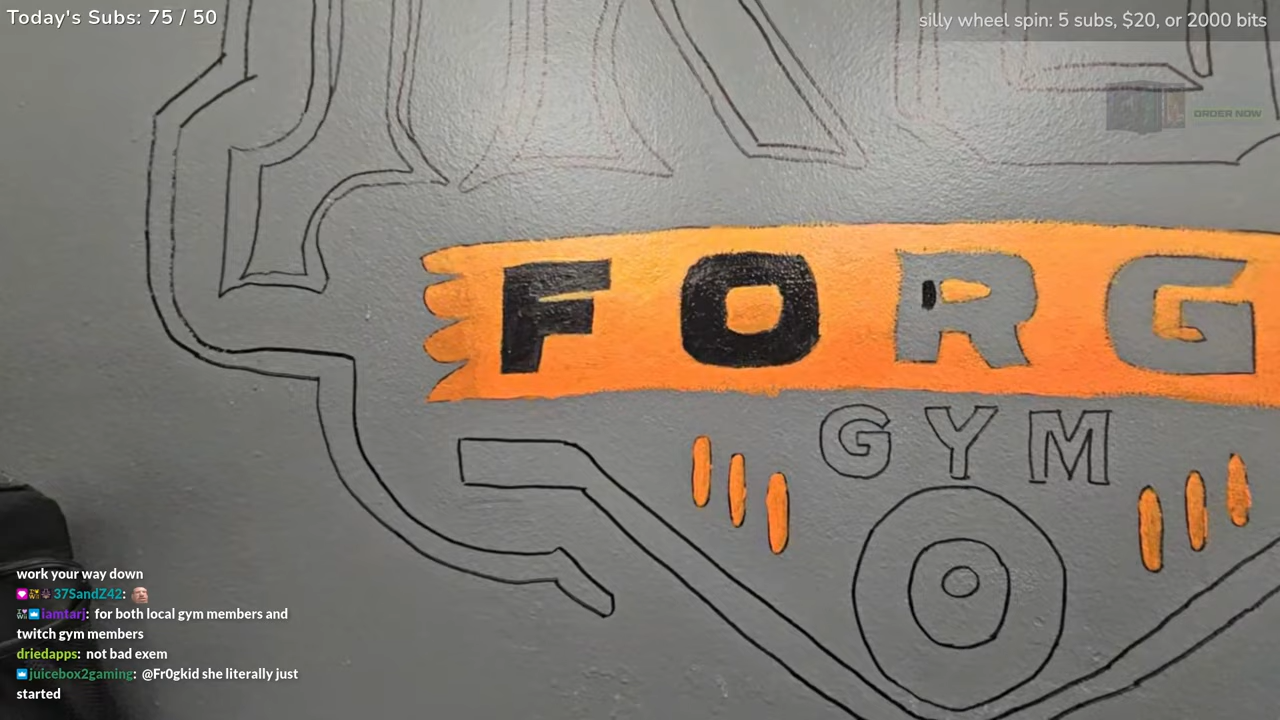 Today's Subs: 75 / 50
silly wheel spin: 5 subs, $20, or 2000 bits
ORDER NOW
FORG
GYM
work your way down
37SandZ42:
iamtarj: for both local gym members and
twitch gym members
driedapps: not bad exem
juicebox2gaming: @Fr0gkid she literally just
started